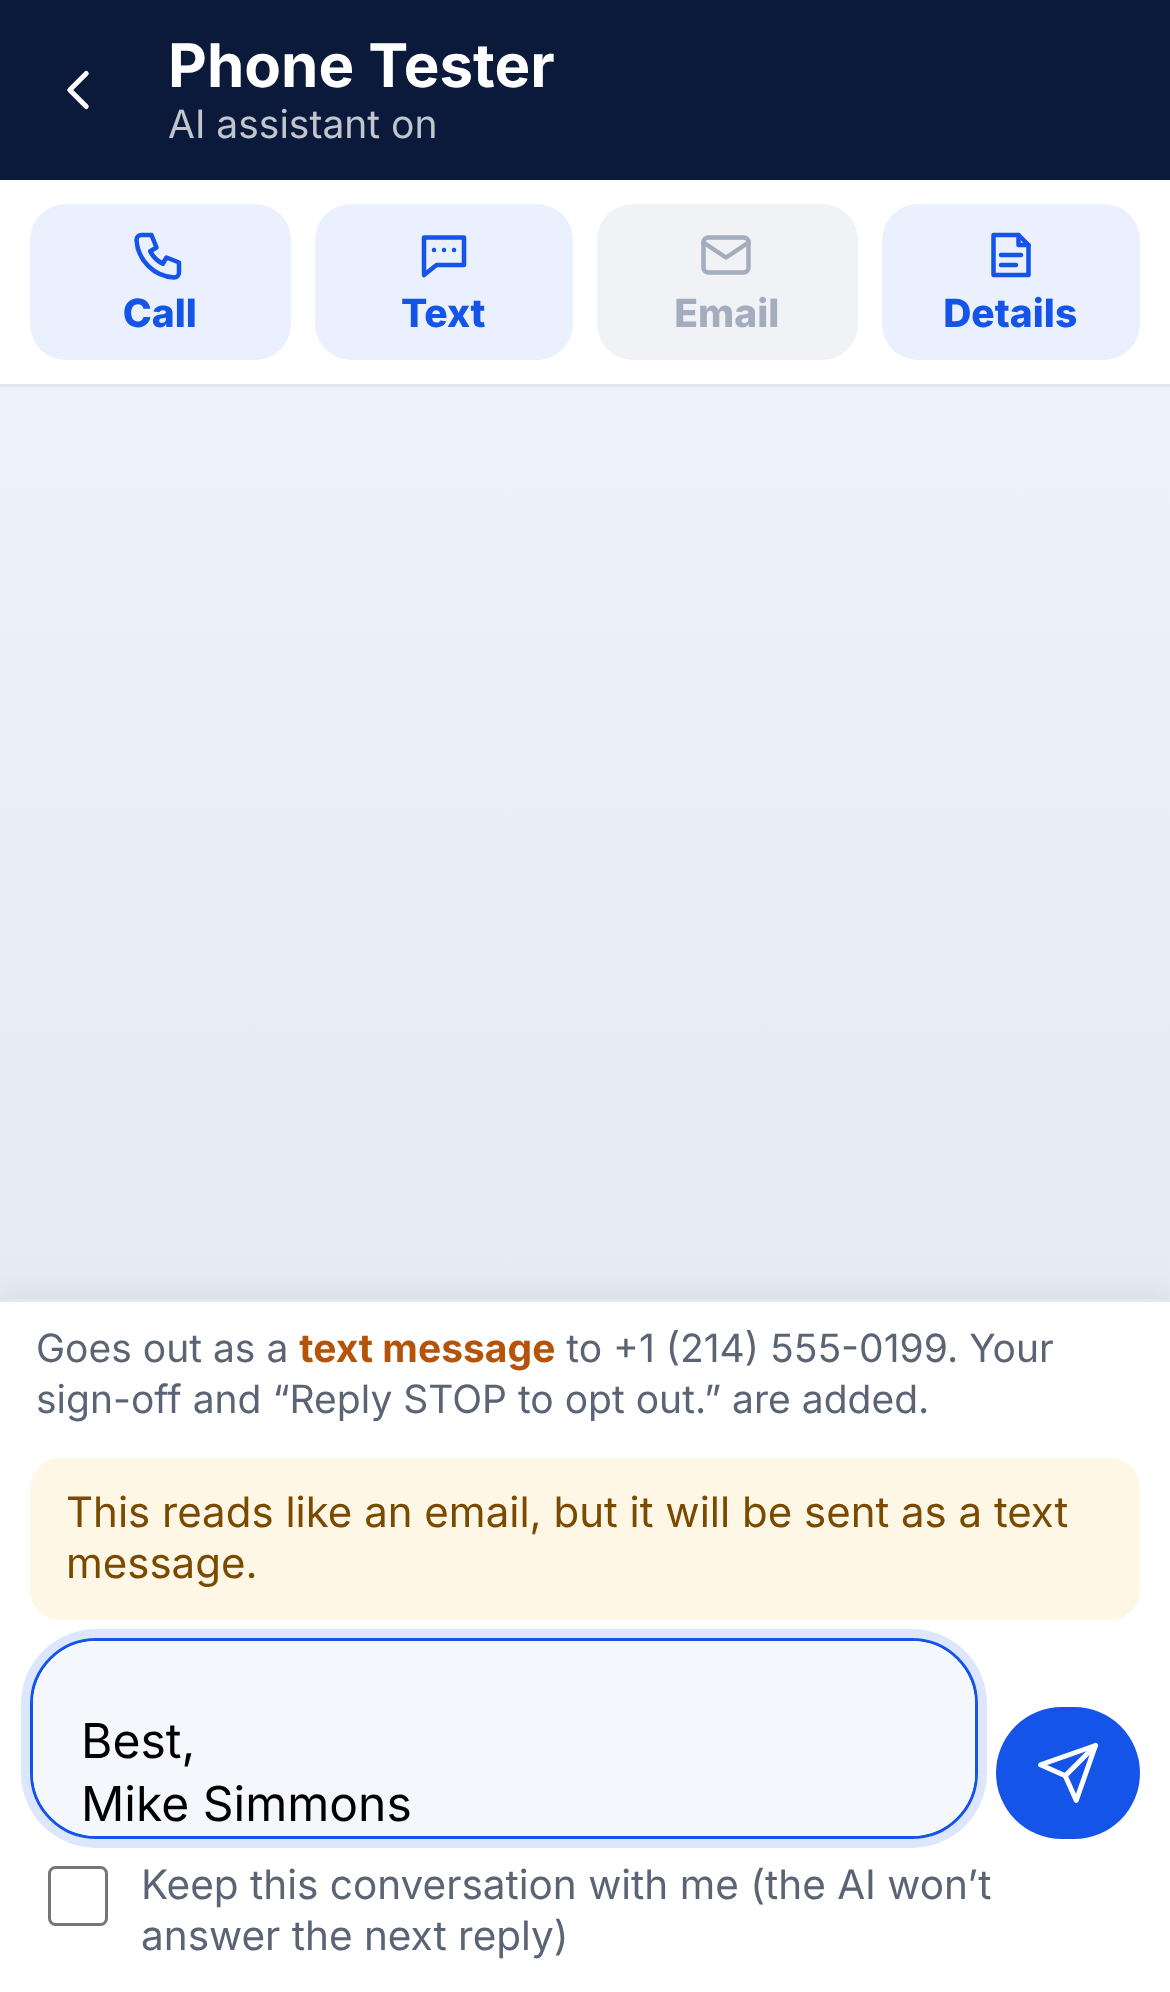 Phone Tester
AI assistant on
Call
Text
Email
Details
Goes out as a text message to +1 (214) 555-0199. Your
sign-off and “Reply STOP to opt out.” are added.
This reads like an email, but it will be sent as a text
message.
Best,
Mike Simmons
Keep this conversation with me (the AI won’t
answer the next reply)